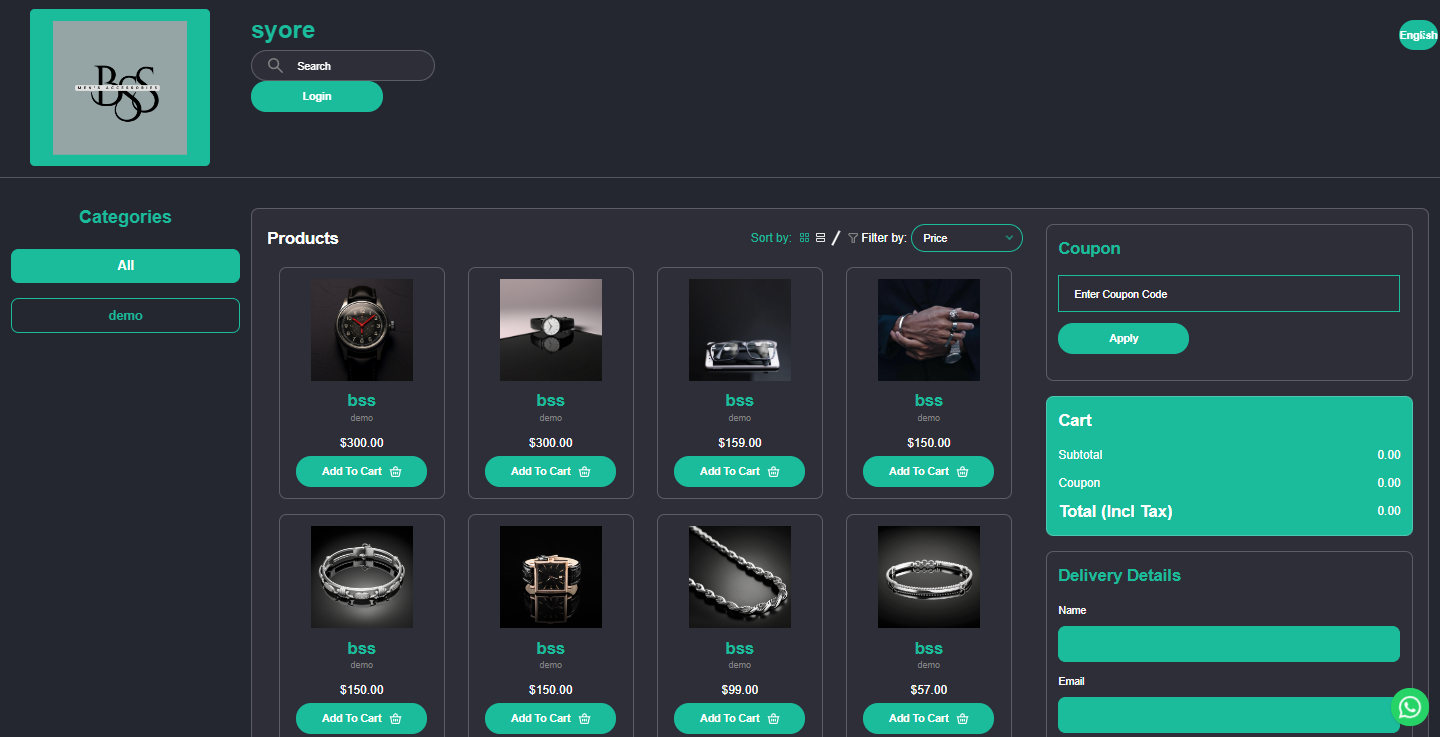 BSS
MEN'S ACCESSORIES
syore
Search
Login
English
Categories
All
demo
Products
Sort by:
/
Filter by:
Price
bss
demo
$300.00
Add To Cart
bss
demo
$300.00
Add To Cart
bss
demo
$159.00
Add To Cart
bss
demo
$150.00
Add To Cart
bss
demo
$150.00
Add To Cart
bss
demo
$150.00
Add To Cart
bss
demo
$99.00
Add To Cart
bss
demo
$57.00
Add To Cart
Coupon
Enter Coupon Code
Apply
Cart
Subtotal 0.00
Coupon 0.00
Total (Incl Tax) 0.00
Delivery Details
Name
Email